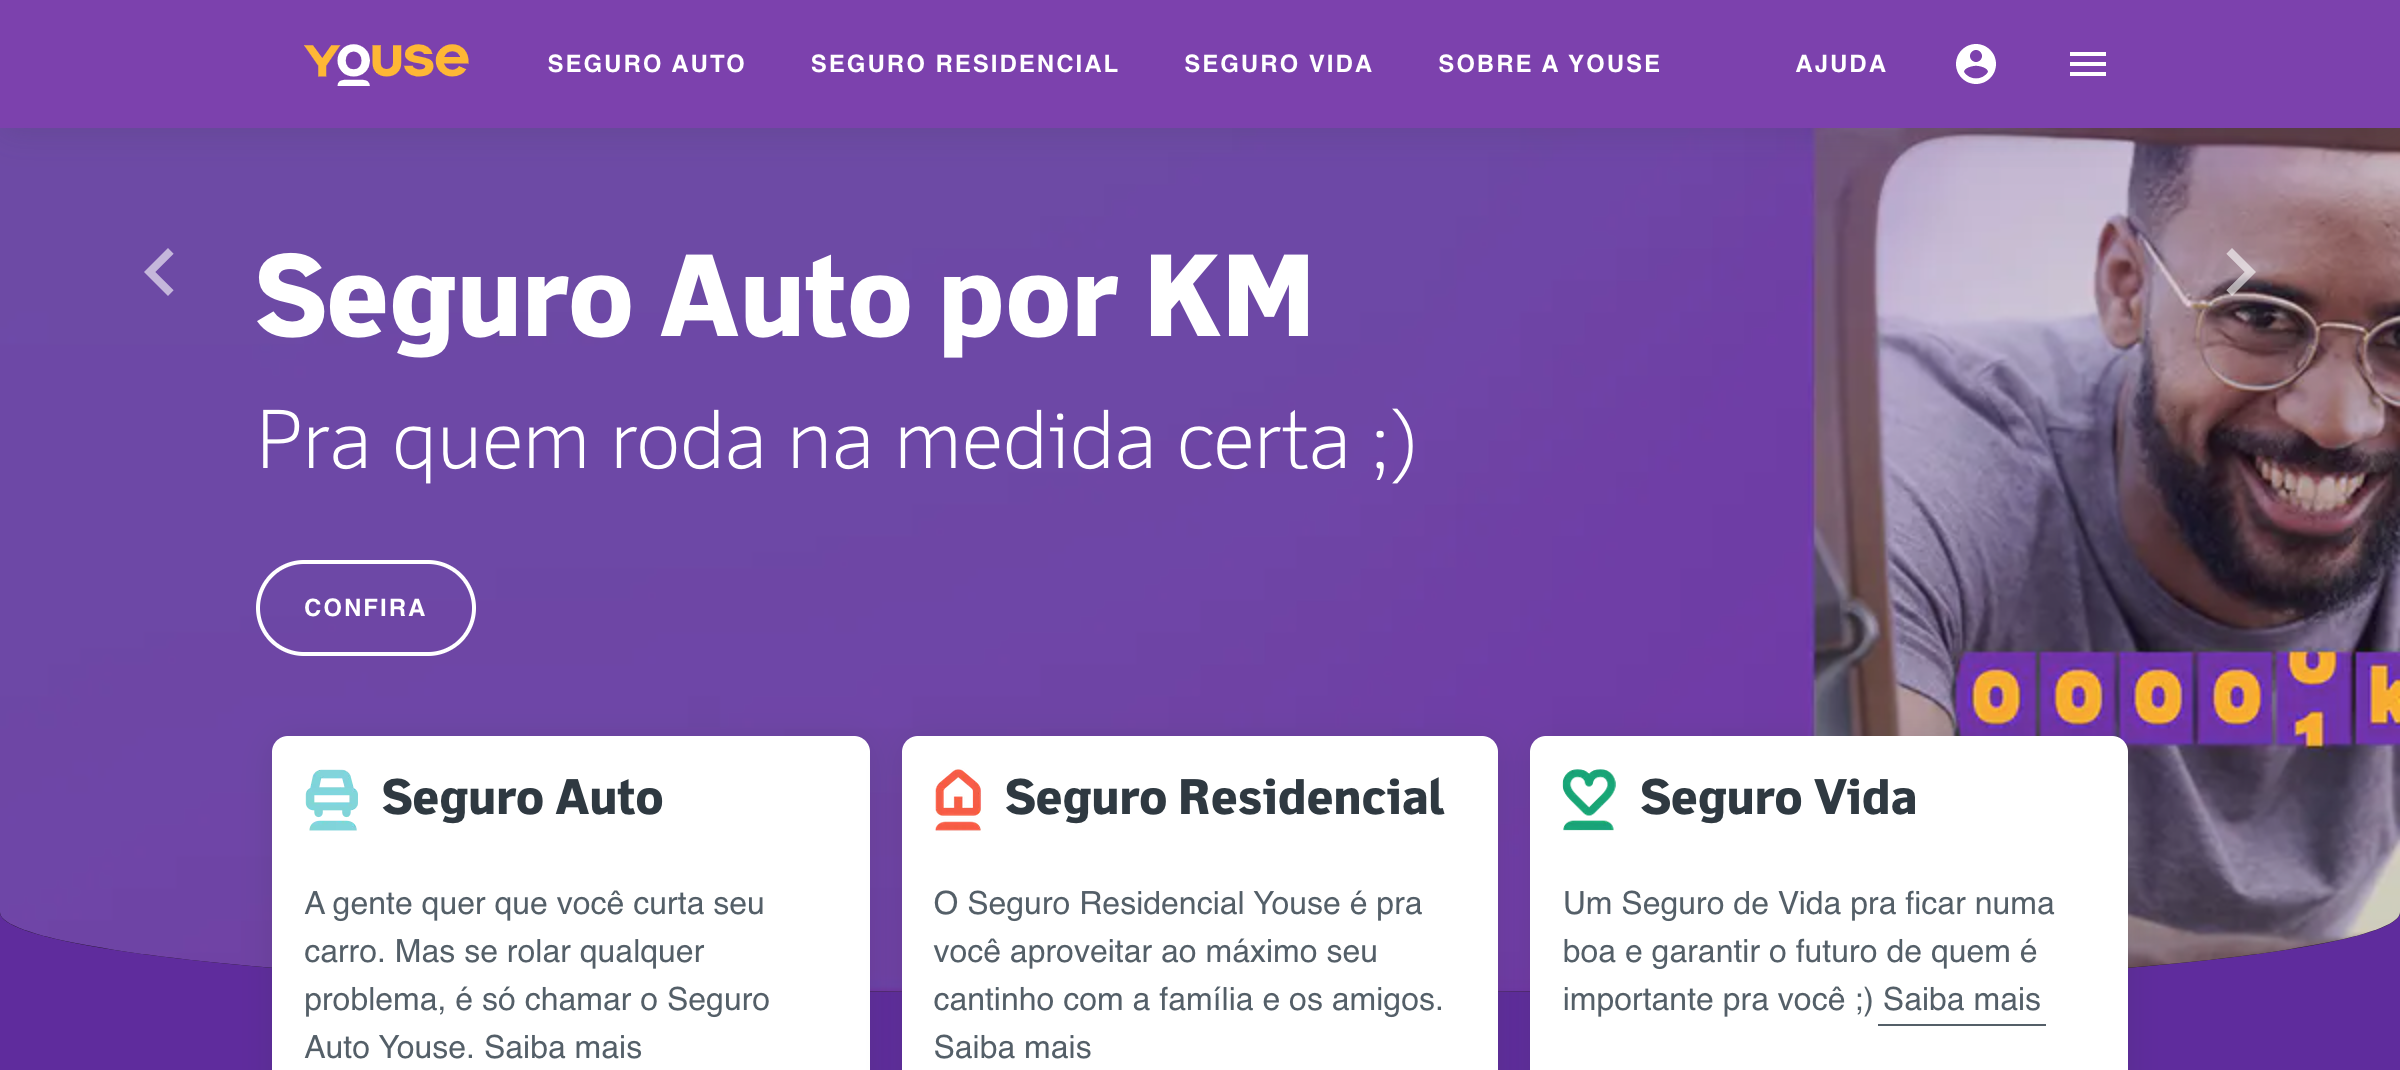 YOUSE
SEGURO AUTO
SEGURO RESIDENCIAL
SEGURO VIDA
SOBRE A YOUSE
AJUDA
Seguro Auto por KM
Pra quem roda na medida certa ;)
CONFIRA
0 0 0 0 0 k
1
Seguro Auto
A gente quer que você curta seu
carro. Mas se rolar qualquer
problema, é só chamar o Seguro
Auto Youse. Saiba mais
Seguro Residencial
O Seguro Residencial Youse é pra
você aproveitar ao máximo seu
cantinho com a família e os amigos.
Saiba mais
Seguro Vida
Um Seguro de Vida pra ficar numa
boa e garantir o futuro de quem é
importante pra você ;) Saiba mais